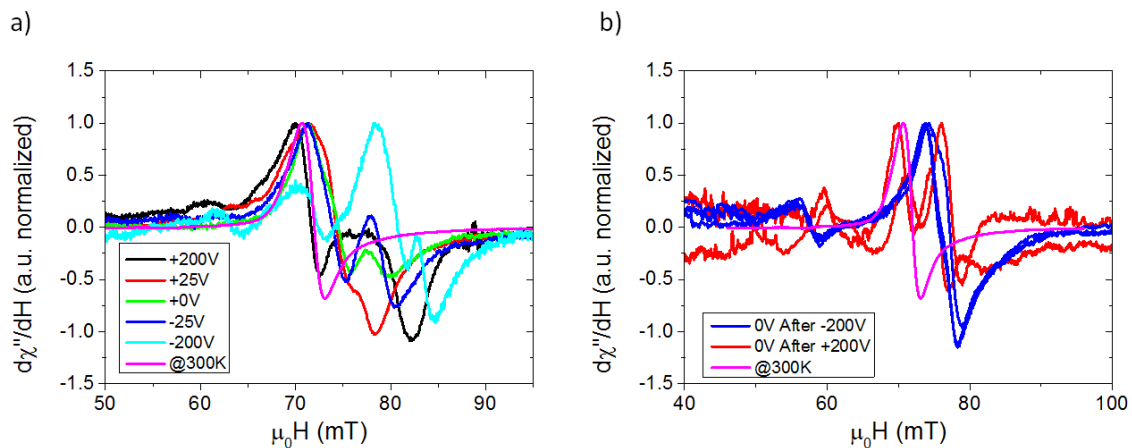 a)
b)
1.5
1.0
0.5
0.0
-0.5
-1.0
-1.5
dχ''/dH (a.u. normalized)
+200V
+25V
+0V
-25V
-200V
@300K
50 60 70 80 90
μ0H (mT)
1.5
1.0
0.5
0.0
-0.5
-1.0
-1.5
dχ''/dH (a.u. normalized)
0V After -200V
0V After +200V
@300K
40 60 80 100
μ0H (mT)